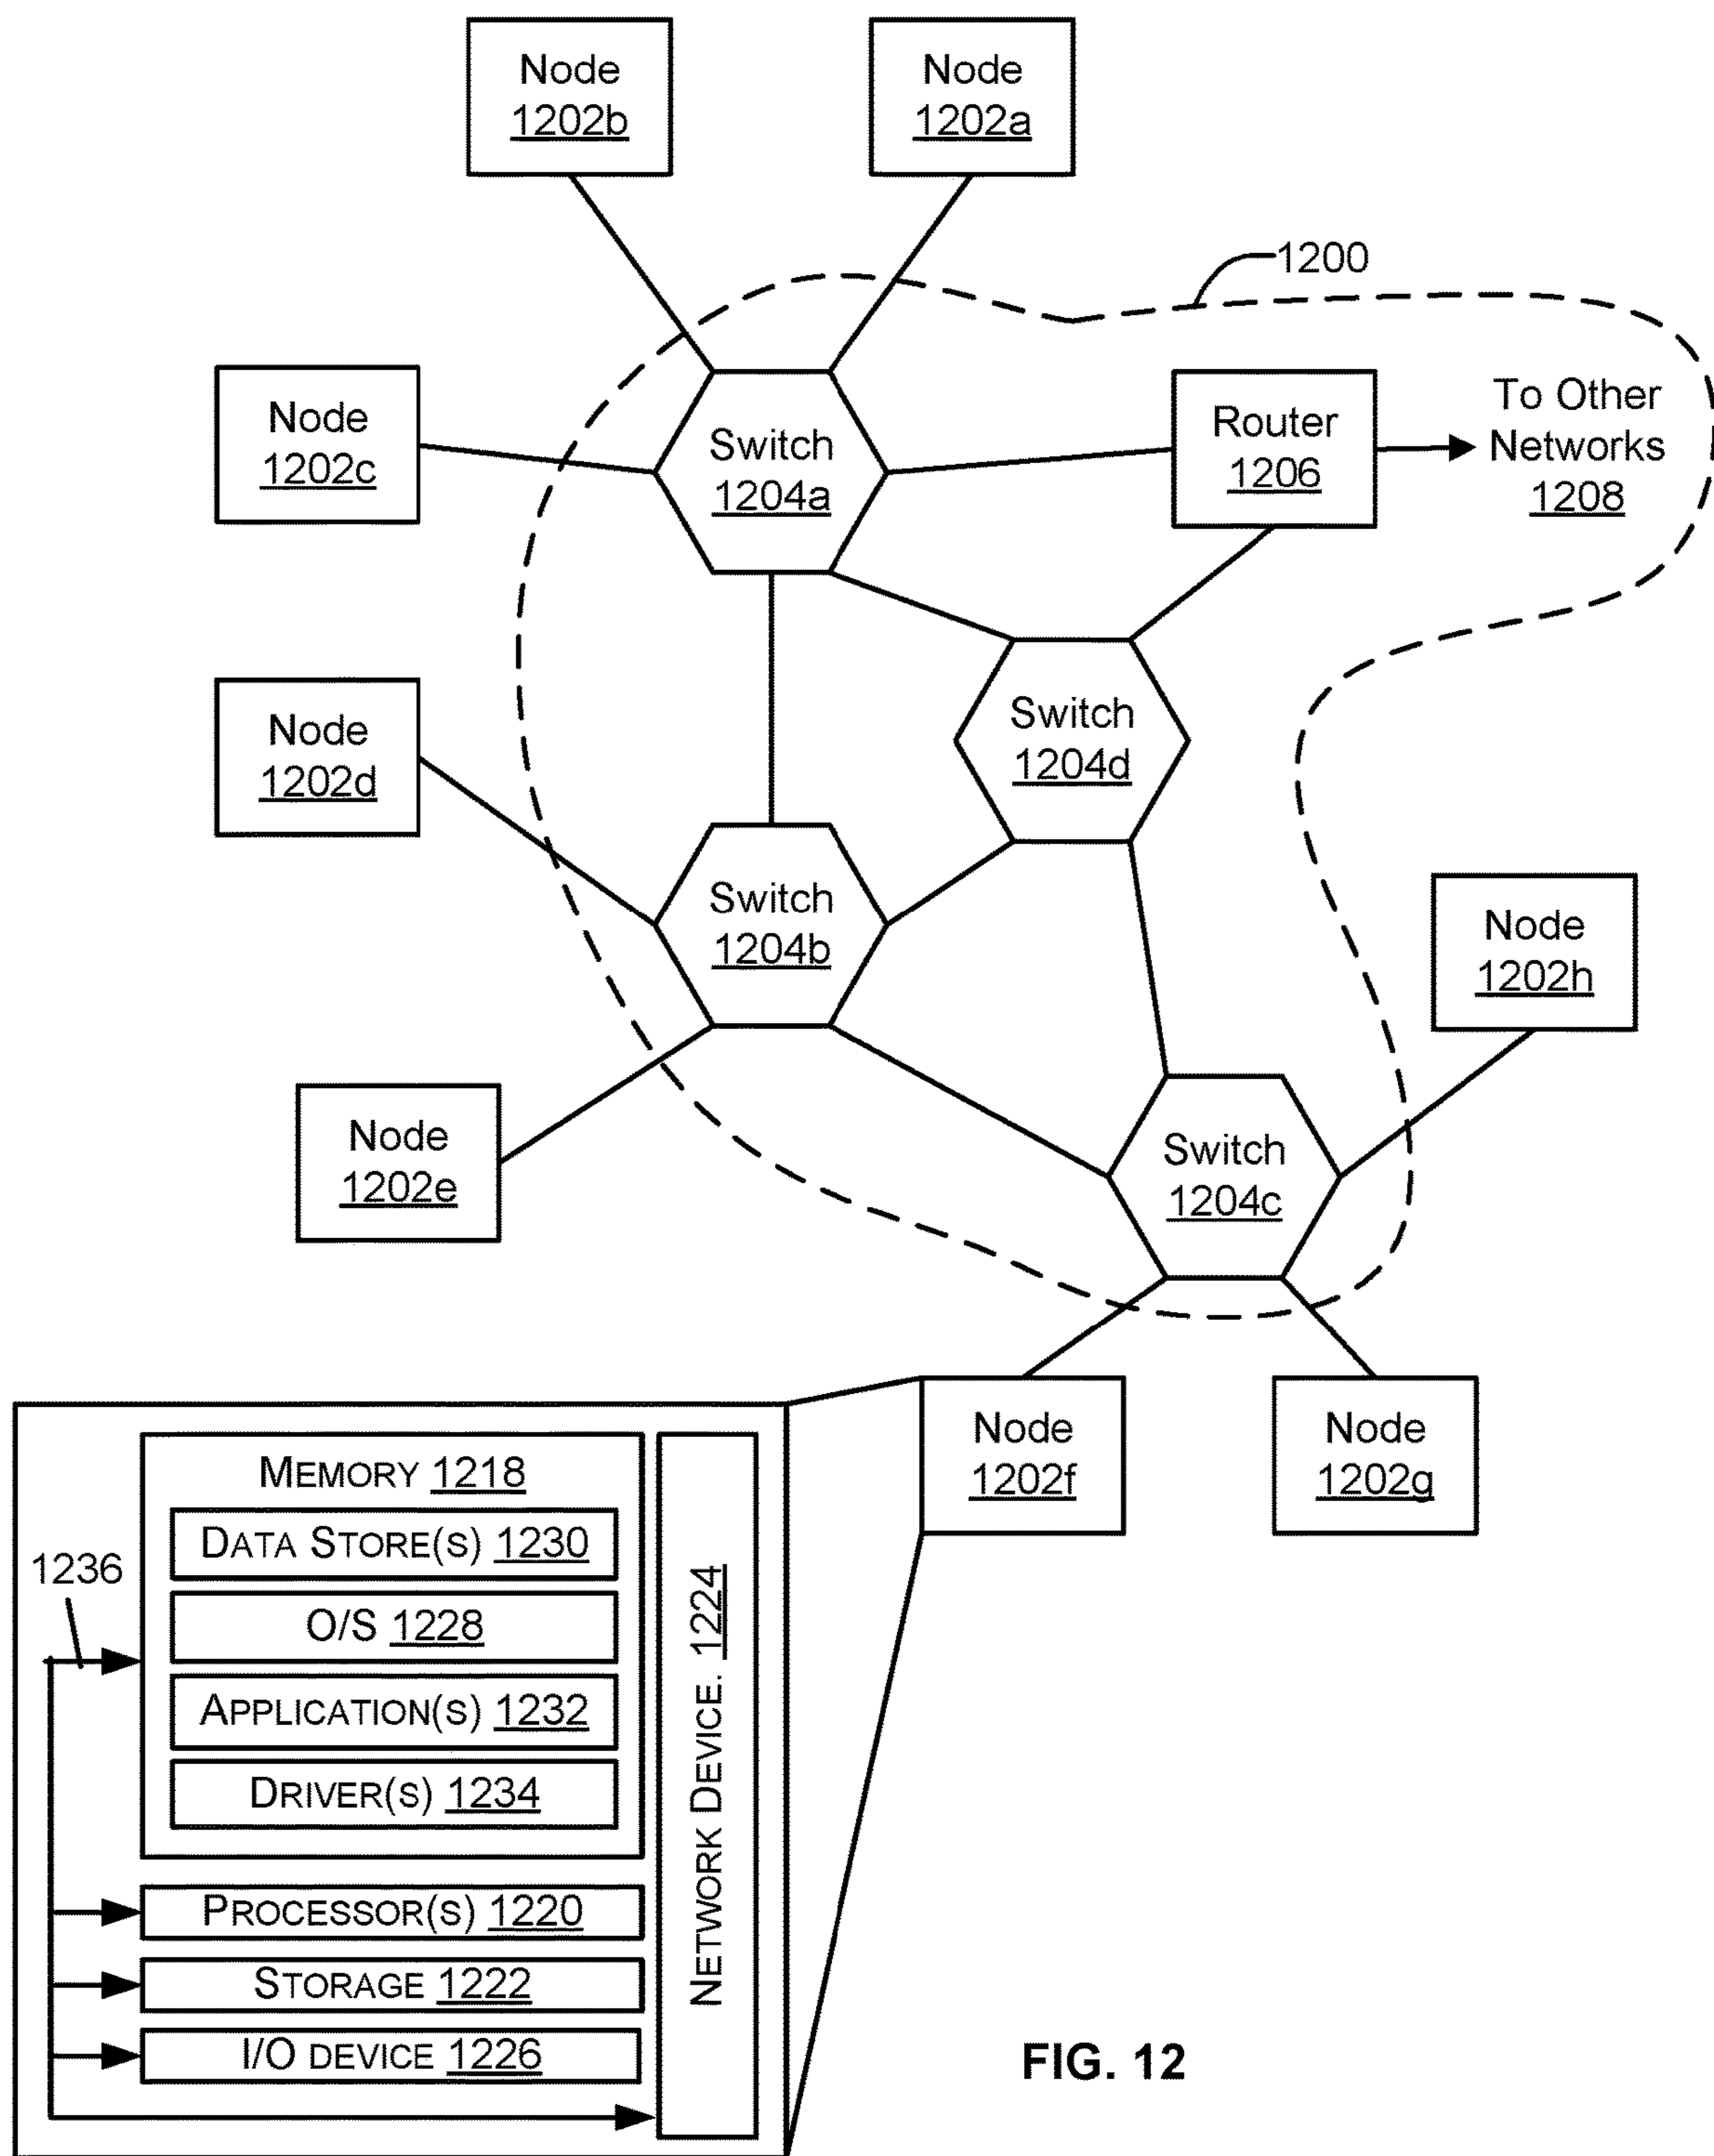 Node
1202b
Node
1202a
1200
Node
1202c
Switch
1204a
Router
1206
To Other
Networks
1208
Node
1202d
Switch
1204d
Switch
1204b
Node
1202h
Node
1202e
Switch
1204c
Node
1202f
Node
1202g
MEMORY 1218
DATA STORE(S) 1230
1236
O/S 1228
APPLICATION(S) 1232
DRIVER(S) 1234
PROCESSOR(S) 1220
STORAGE 1222
I/O DEVICE 1226
NETWORK DEVICE. 1224
FIG. 12